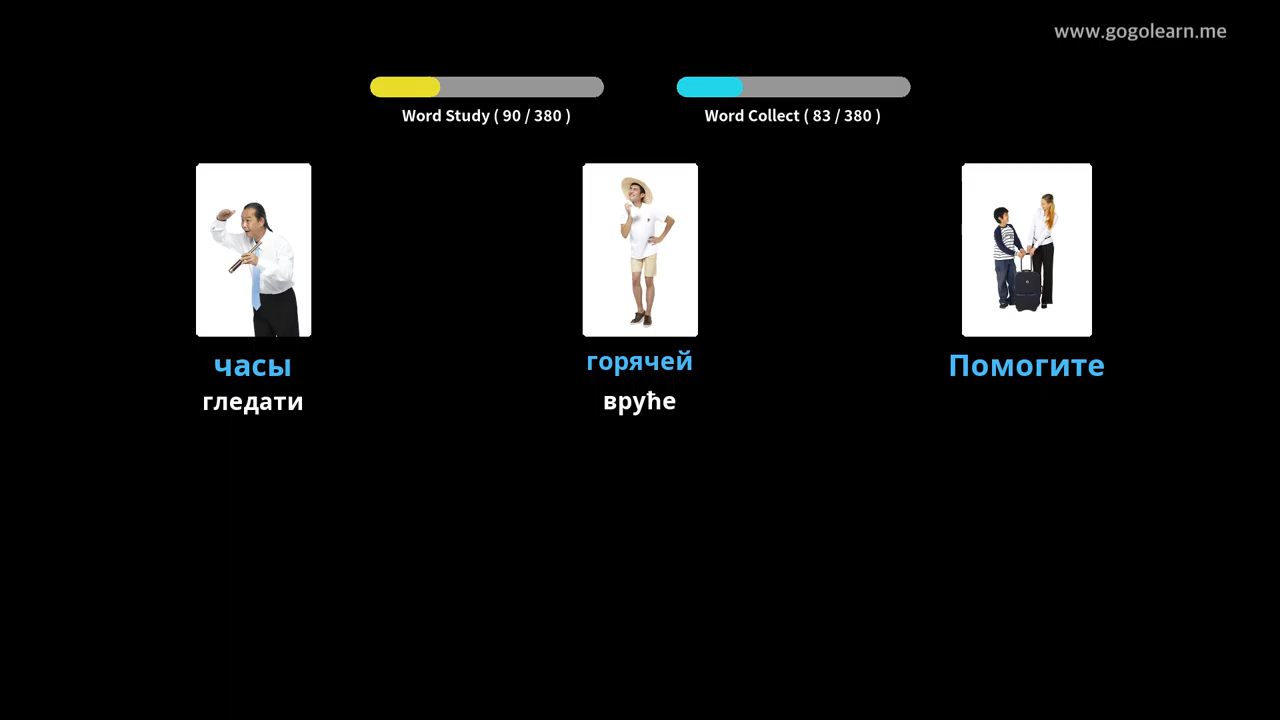 www.gogolearn.me
Word Study ( 90 / 380 )
Word Collect ( 83 / 380 )
часы
горячей
Помогите
гледати
вруће